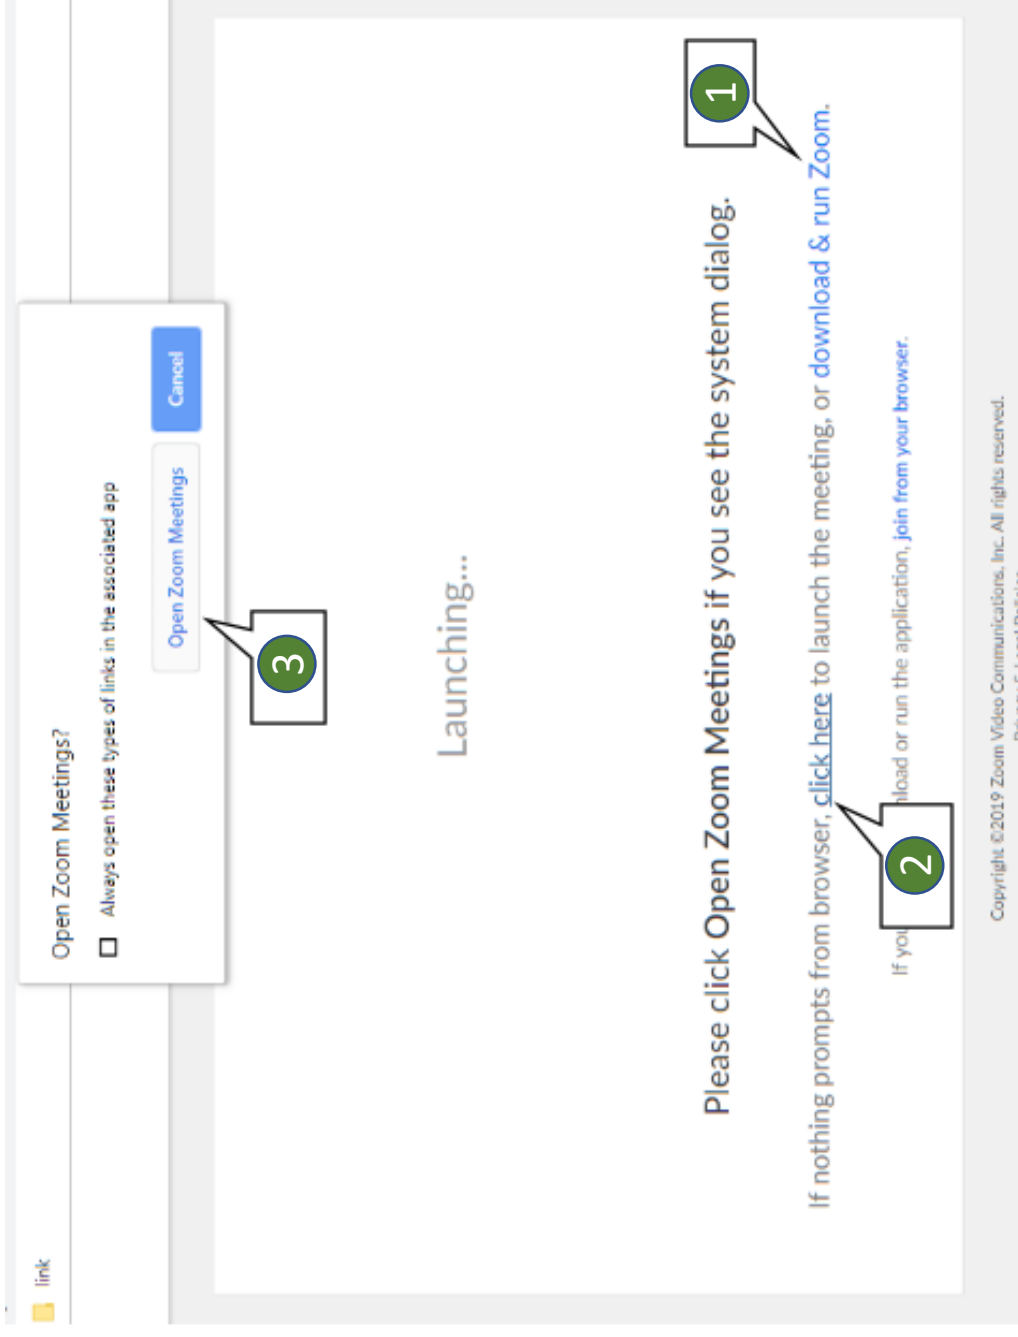 link
Open Zoom Meetings?
Always open these types of links in the associated app
Open Zoom Meetings
Cancel
3
Launching...
1
Please click Open Zoom Meetings if you see the system dialog.
If nothing prompts from browser, click here to launch the meeting, or download & run Zoom.
2
If you nload or run the application, join from your browser.
Copyright ©2019 Zoom Video Communications, Inc. All rights reserved.